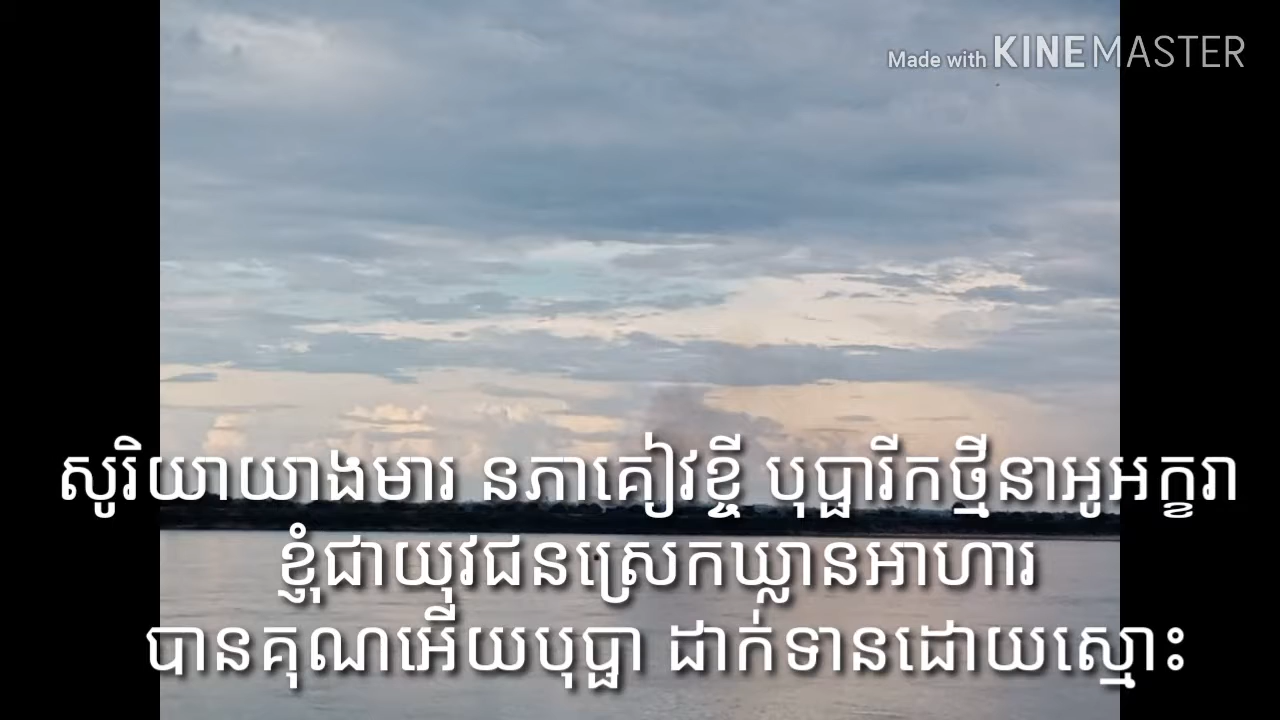 Made with KINEMASTER
សូរិយាយាងមារ នភាគៀវខ្ចី បុប្ផារីកថ្មីនាអូអក្ខរា
ខ្ញុំជាយុវជនស្រេកឃ្លានអាហារ
បានគុណអើយបុប្ផា ដាក់ទានដោយស្មោះ